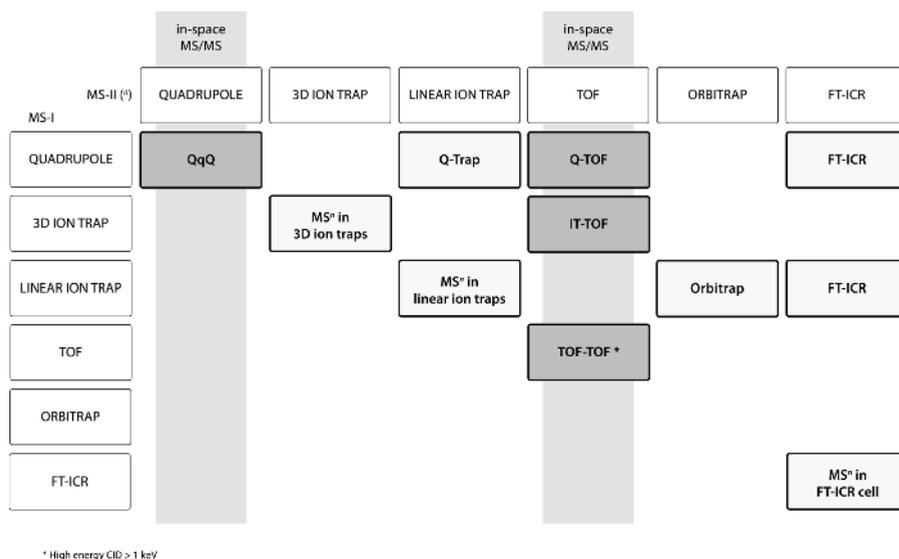 in-space in-space
MS/MS MS/MS
MS-II (ᵃ) QUADRUPOLE 3D ION TRAP LINEAR ION TRAP TOF ORBITRAP FT-ICR
MS-I
QUADRUPOLE QqQ Q-Trap Q-TOF FT-ICR
3D ION TRAP MSⁿ in 3D ion traps IT-TOF
LINEAR ION TRAP MSⁿ in linear ion traps Orbitrap FT-ICR
TOF TOF-TOF *
ORBITRAP
FT-ICR MSⁿ in FT-ICR cell
* High energy CID > 1 keV